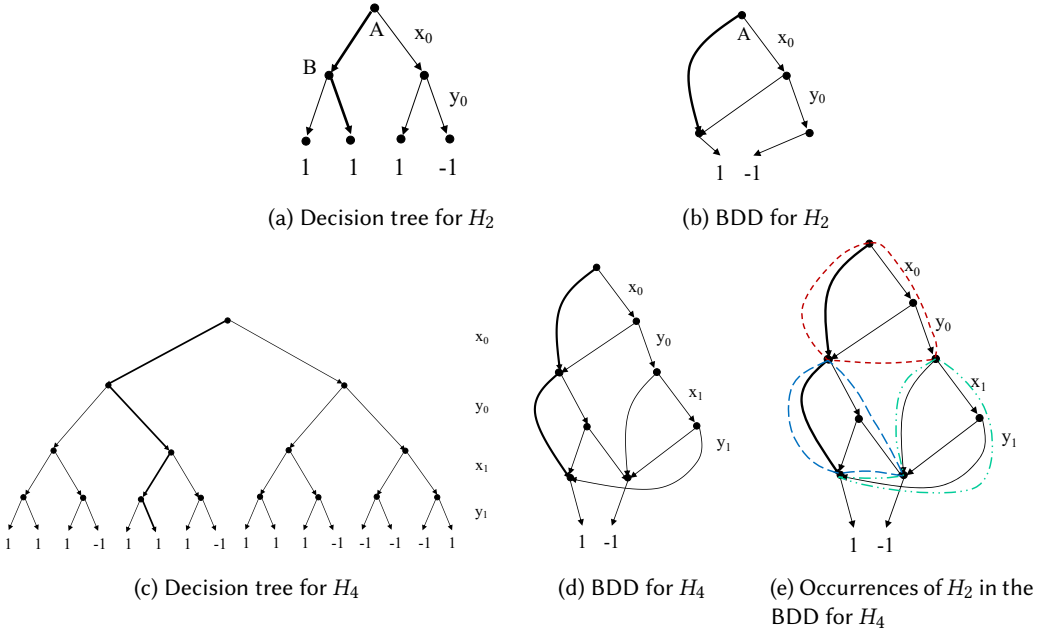 A
x0
B
y0
1 1 1 -1
(a) Decision tree for H2
A
x0
y0
1 -1
(b) BDD for H2
x0
y0
x1
y1
1 1 1 -1 1 1 1 -1 1 1 1 -1 -1 -1 -1 1
(c) Decision tree for H4
x0
y0
x1
y1
1 -1
(d) BDD for H4
x0
y0
x1
y1
1 -1
(e) Occurrences of H2 in the
BDD for H4